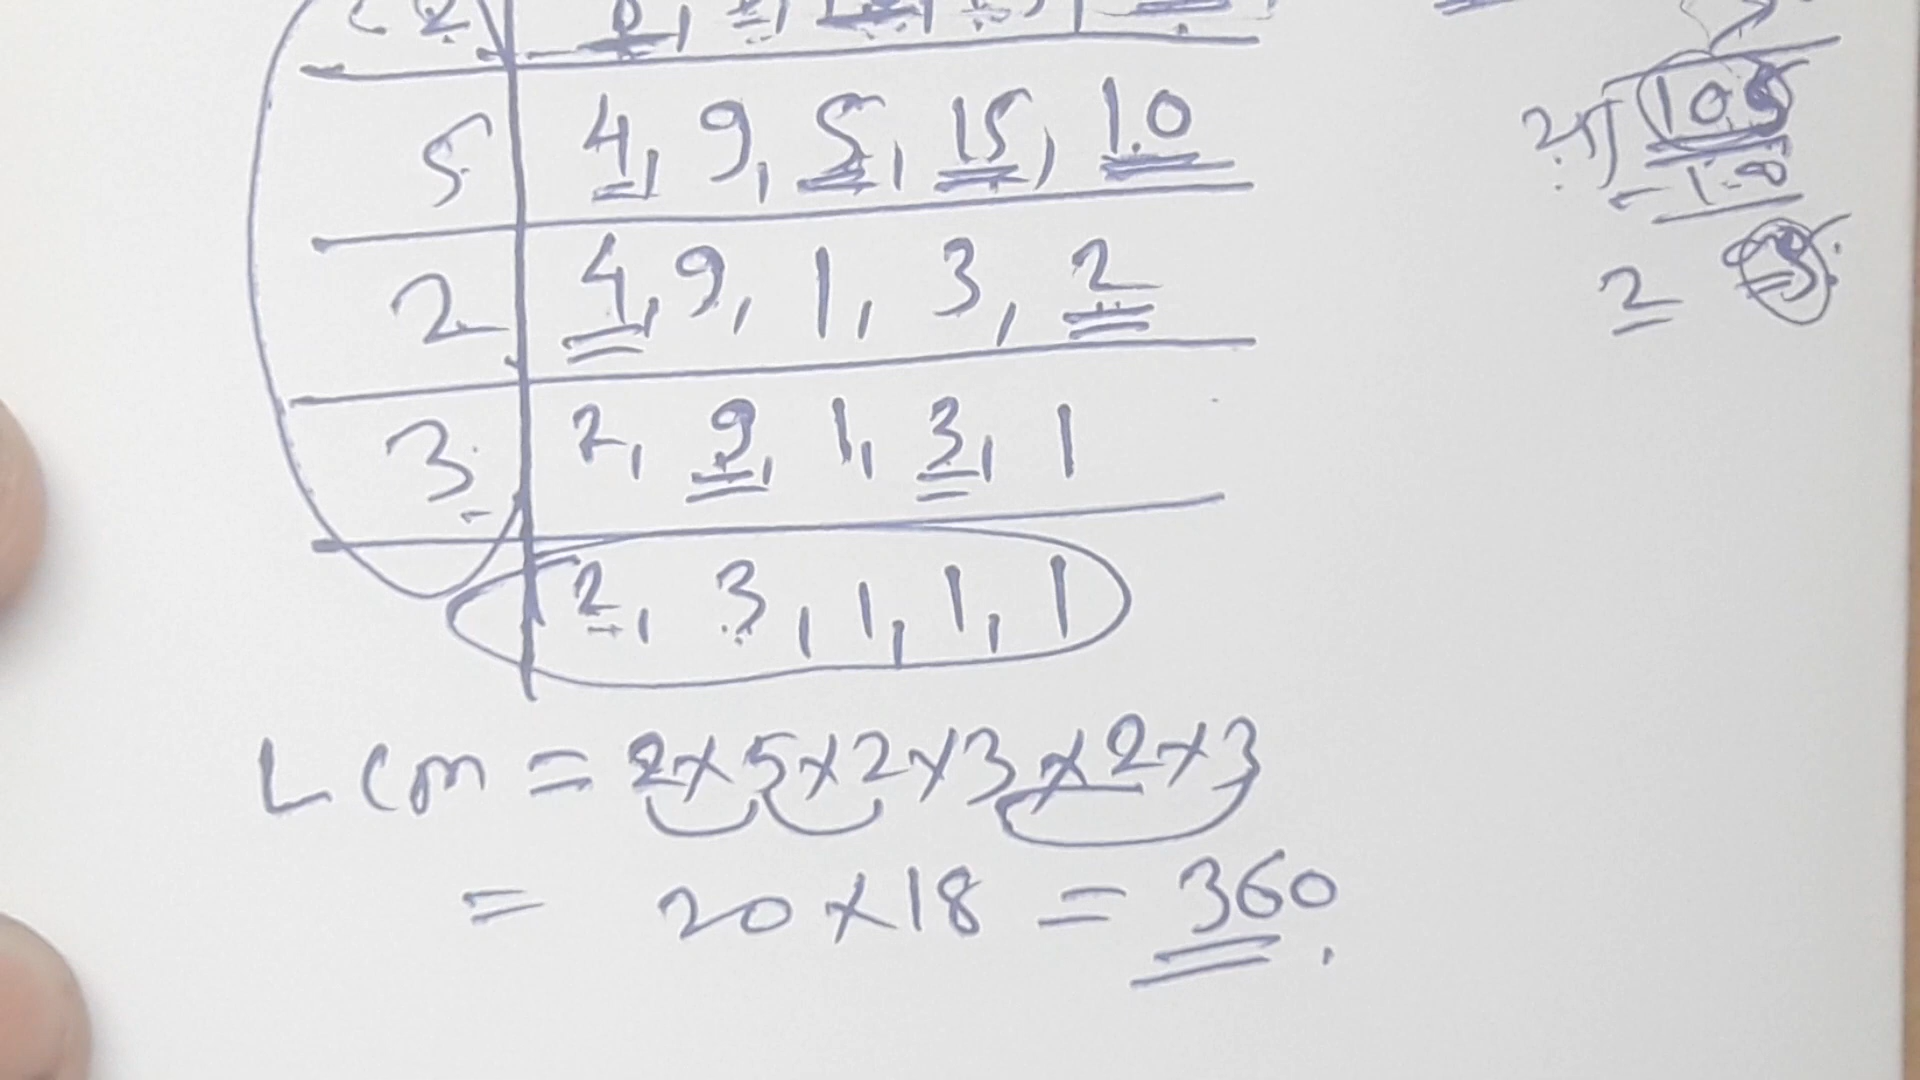 2
5 4, 9, 5, 15, 10
2 4, 9, 1, 3, 2
3 2, 9, 1, 3, 1
2, 3, 1, 1, 1
LCM = 2×5×2×3×2×3
= 20×18 = 360
105
2